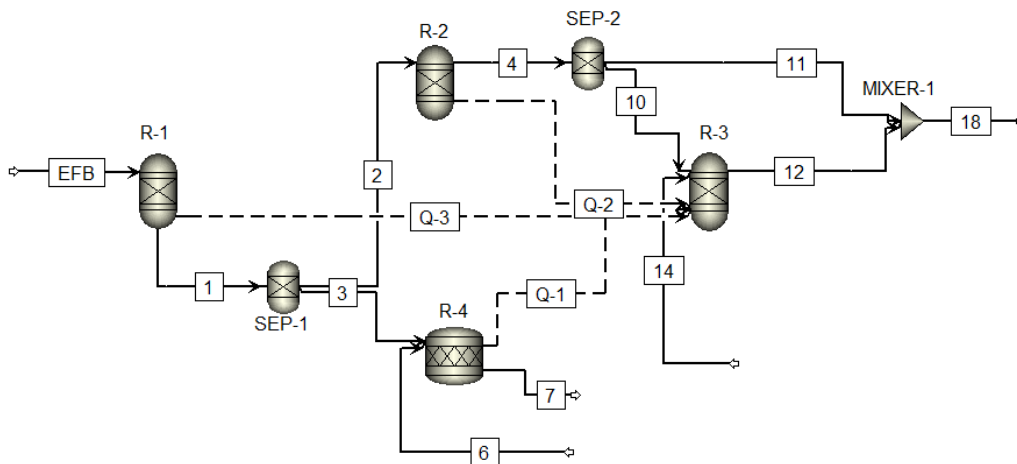 SEP-2
R-2
4
11
10
MIXER-1
18
R-1
R-3
EFB
12
2
Q-2
Q-3
14
1
3
Q-1
R-4
SEP-1
7
6